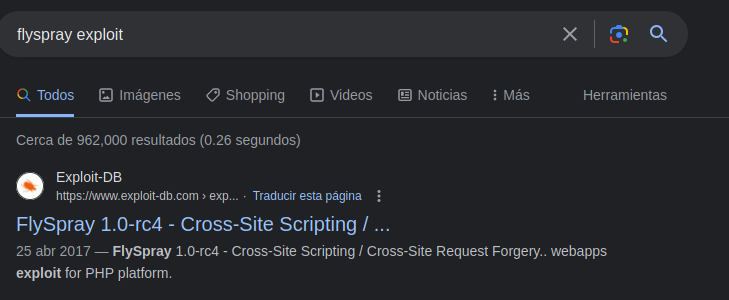 flyspray exploit
Todos Imágenes Shopping Videos Noticias Más Herramientas
Cerca de 962,000 resultados (0.26 segundos)
Exploit-DB
https://www.exploit-db.com › exp... · Traducir esta página
FlySpray 1.0-rc4 - Cross-Site Scripting / ...
25 abr 2017 — FlySpray 1.0-rc4 - Cross-Site Scripting / Cross-Site Request Forgery.. webapps
exploit for PHP platform.